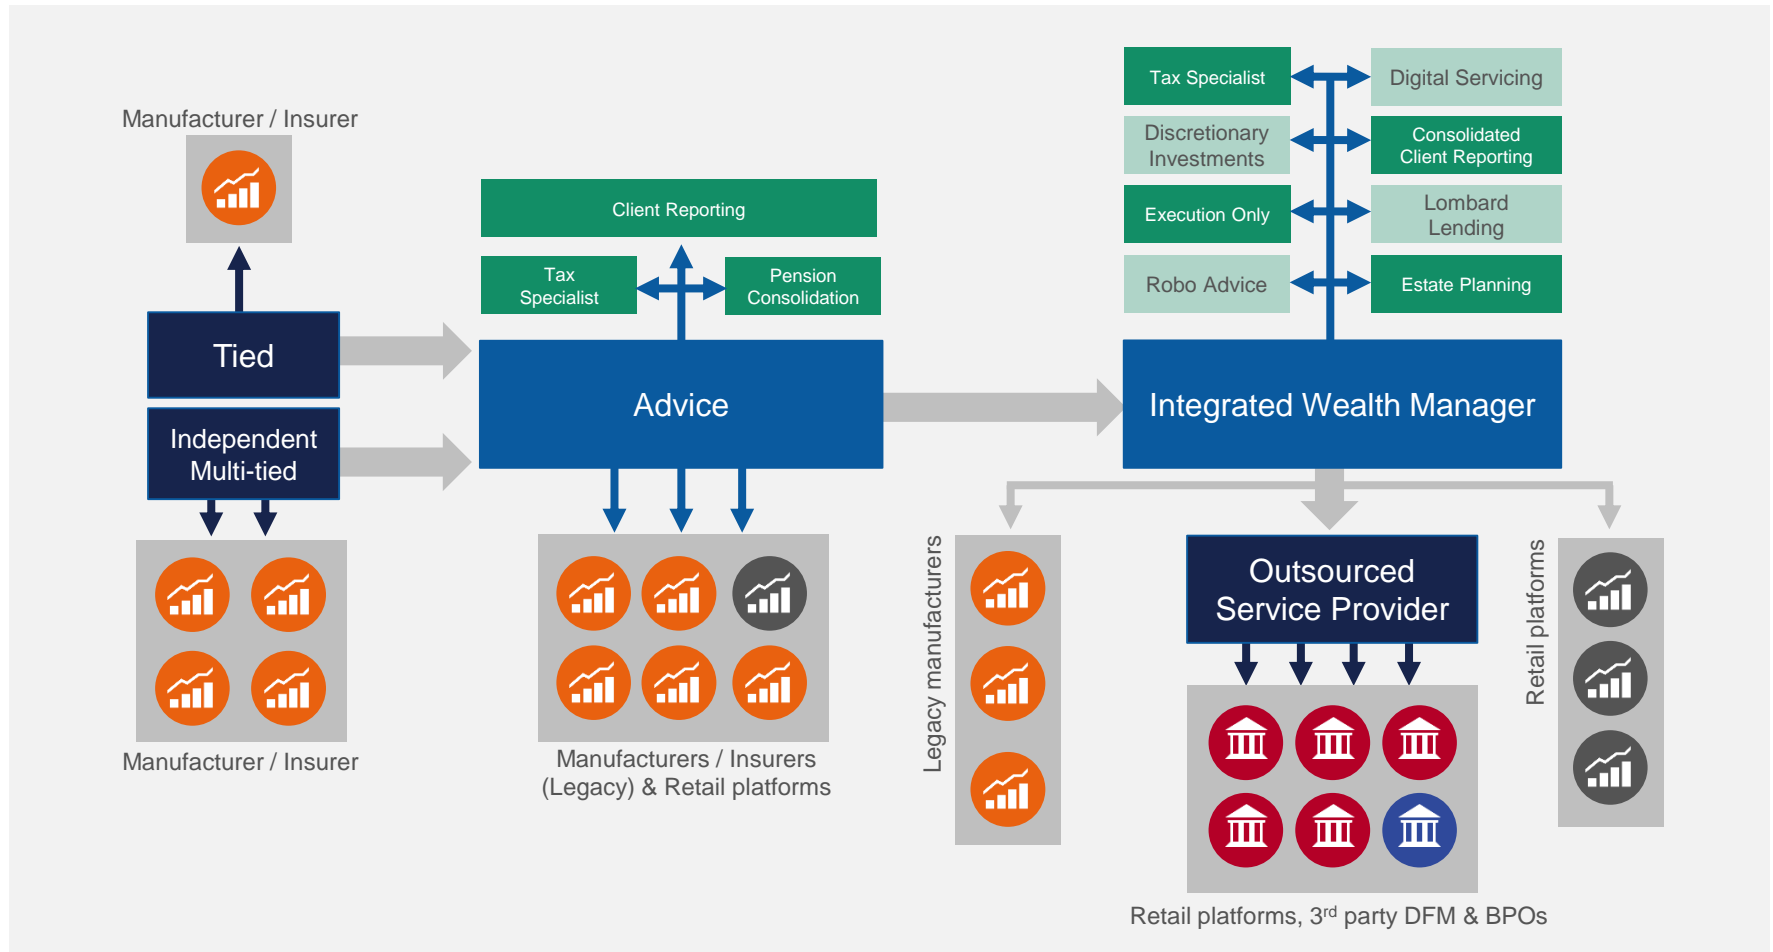 Manufacturer / Insurer
Tied
Independent
Multi-tied
Manufacturer / Insurer
Client Reporting
Tax
Specialist
Pension
Consolidation
Advice
Manufacturers / Insurers
(Legacy) & Retail platforms
Tax Specialist
Digital Servicing
Discretionary
Investments
Consolidated
Client Reporting
Execution Only
Lombard
Lending
Robo Advice
Estate Planning
Integrated Wealth Manager
Legacy manufacturers
Outsourced
Service Provider
Retail platforms
Retail platforms, 3rd party DFM & BPOs